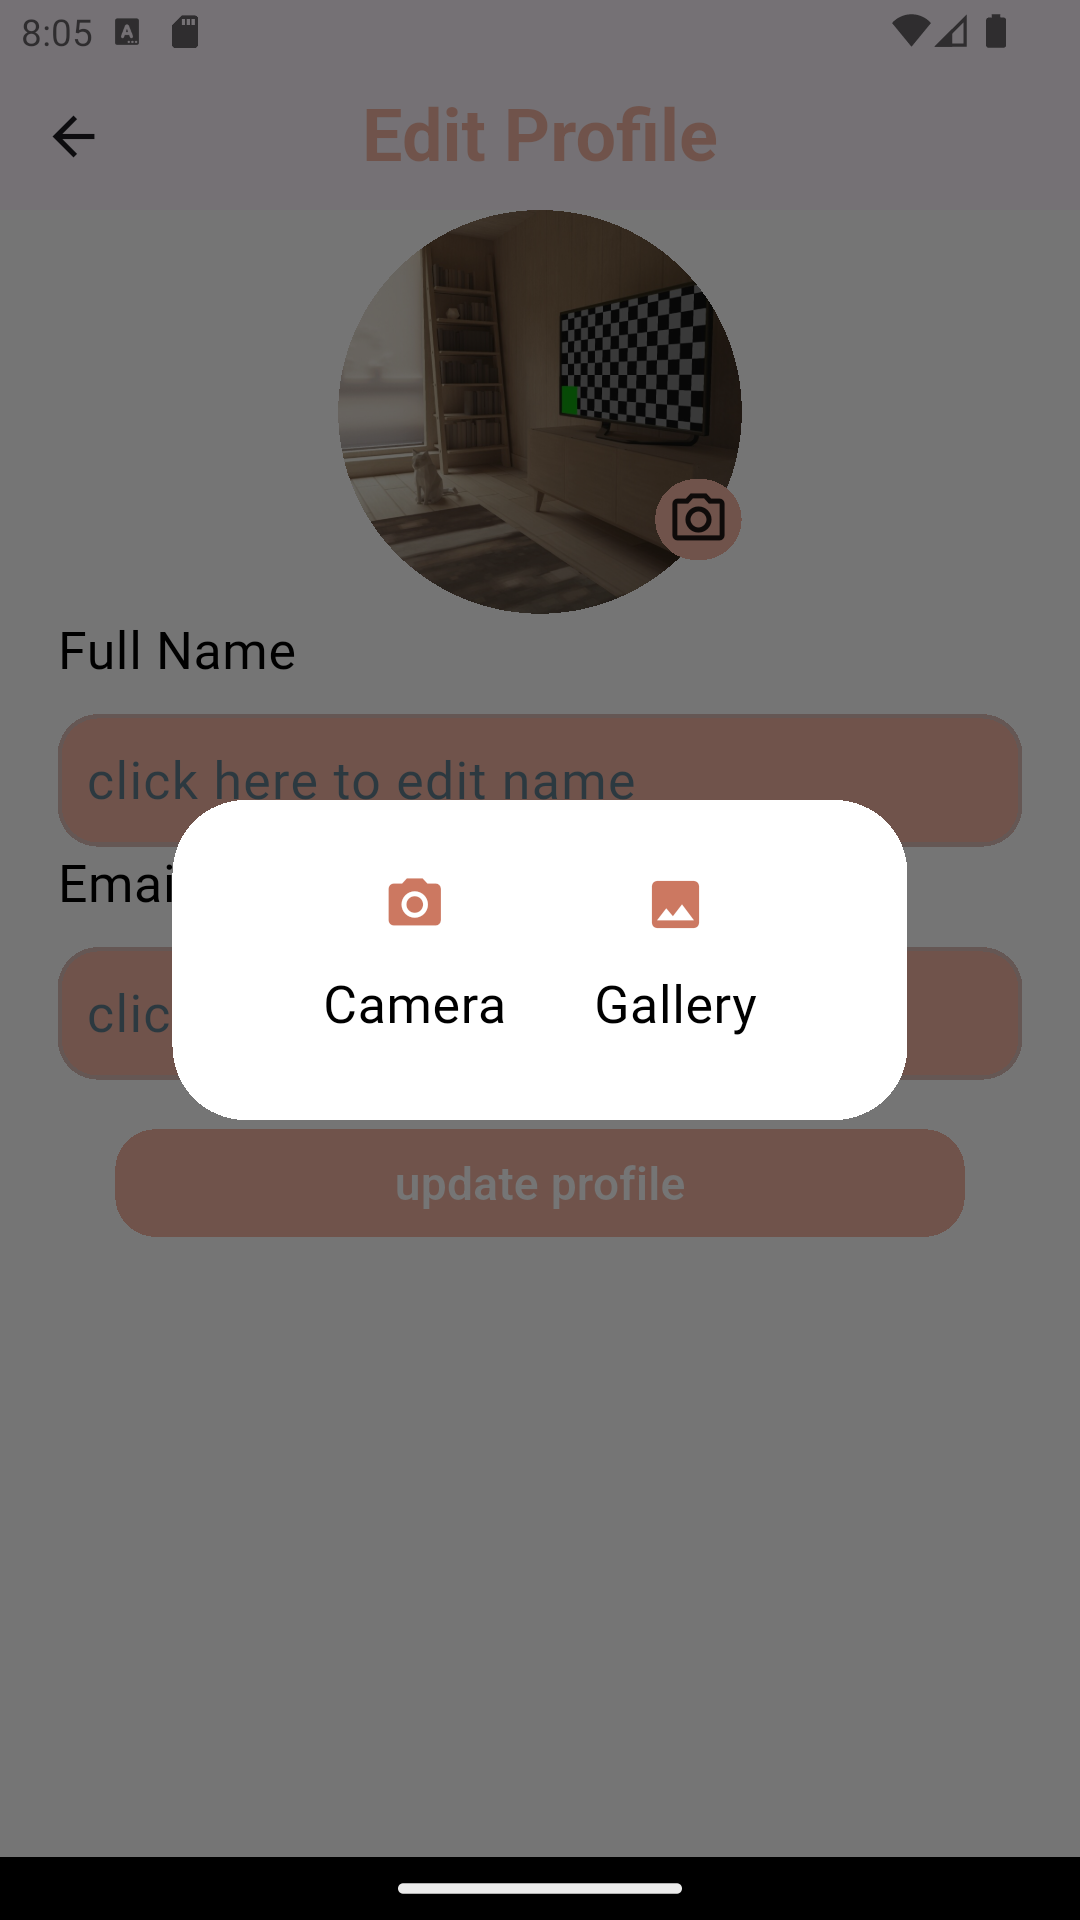 8:05
Edit Profile
Full Name
click here to edit name
Emai
clic
Camera
Gallery
update profile